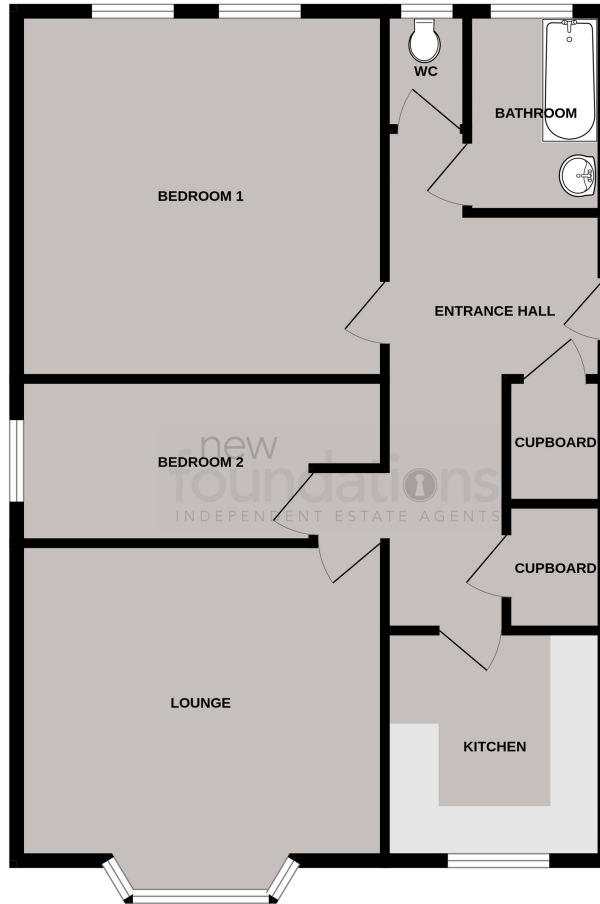 WC
BATHROOM
BEDROOM 1
ENTRANCE HALL
CUPBOARD
new
BEDROOM 2
foundations
INDEPENDENT ESTATE AGENTS
CUPBOARD
LOUNGE
KITCHEN